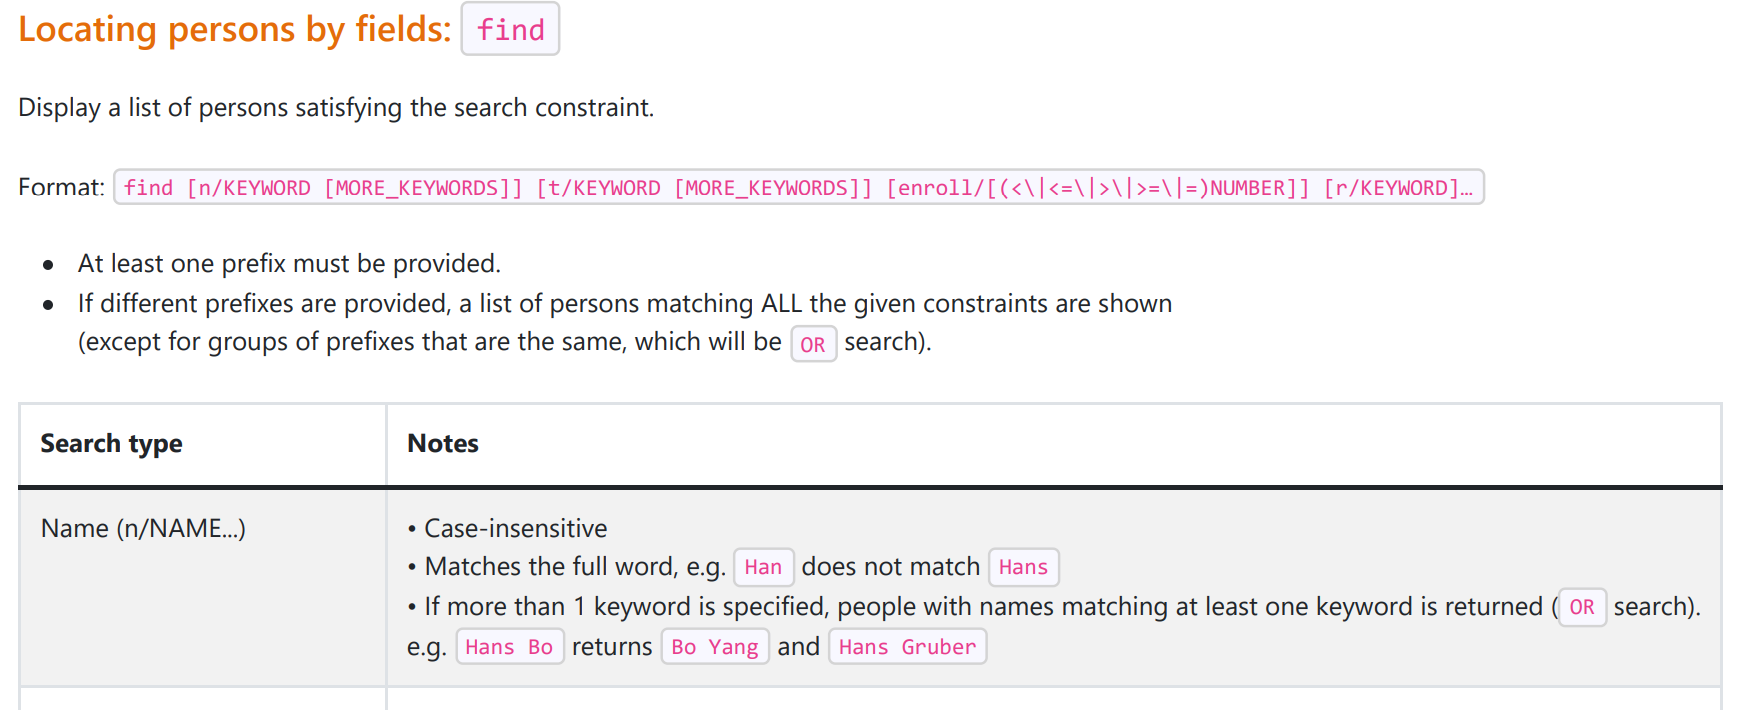 Locating persons by fields: find
Display a list of persons satisfying the search constraint.
Format: find [n/KEYWORD [MORE_KEYWORDS]] [t/KEYWORD [MORE_KEYWORDS]] [enroll/[(<\|<=\|>\|>=\|=)NUMBER]] [r/KEYWORD]…
• At least one prefix must be provided.
• If different prefixes are provided, a list of persons matching ALL the given constraints are shown
(except for groups of prefixes that are the same, which will be OR search).
Search type Notes
Name (n/NAME…) • Case-insensitive
• Matches the full word, e.g. Han does not match Hans
• If more than 1 keyword is specified, people with names matching at least one keyword is returned (OR search).
e.g. Hans Bo returns Bo Yang and Hans Gruber